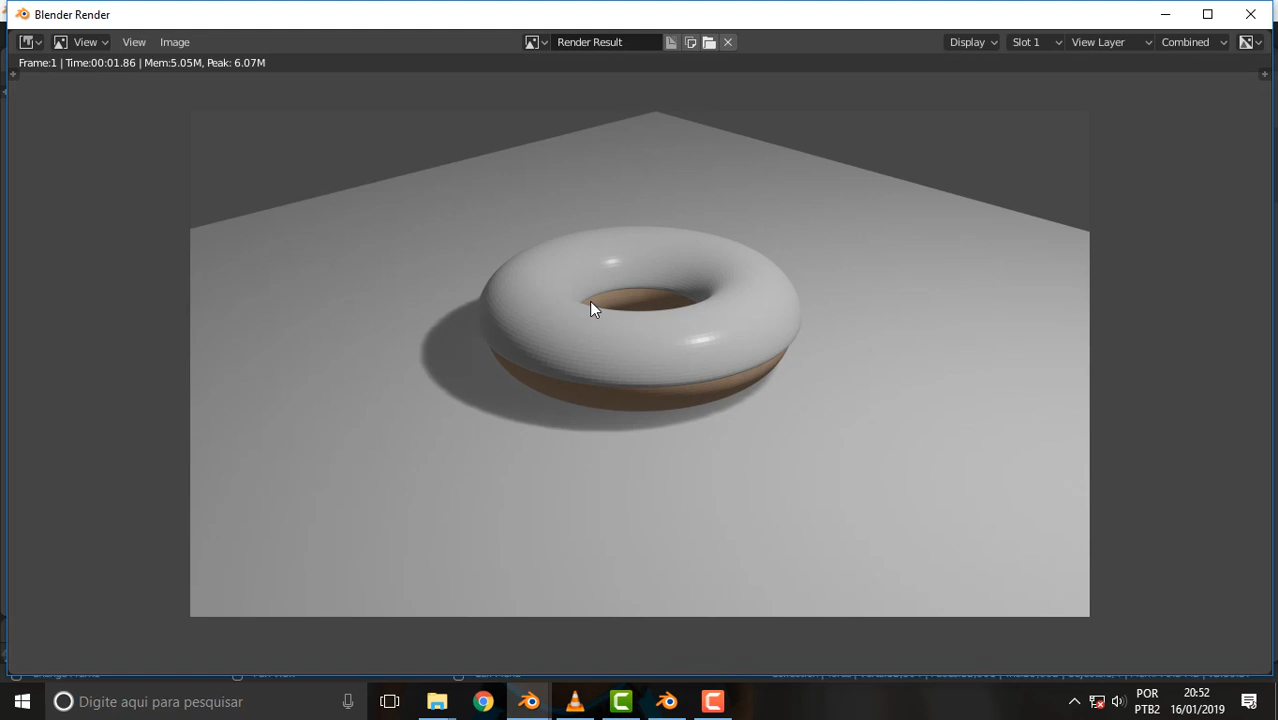 Blender Render
View View Image Render Result Display Slot 1 View Layer Combined
Frame:1 | Time:00:01.86 | Mem:5.05M, Peak: 6.07M
Digite aqui para pesquisar
POR 20:52
PTB2 16/01/2019